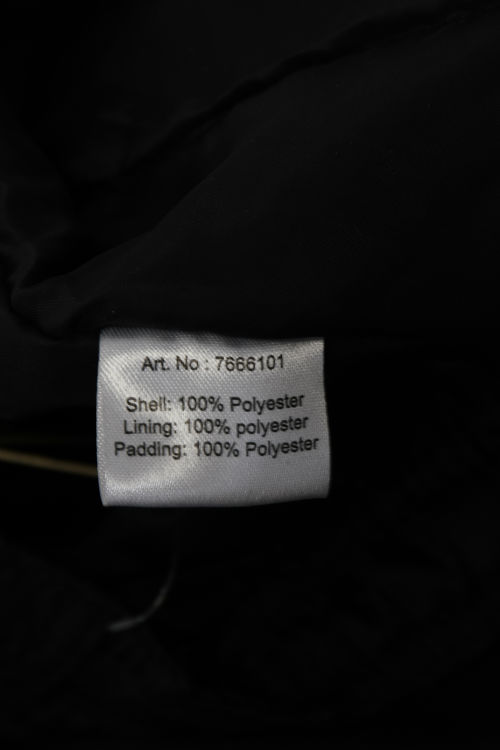 Art. No : 7666101
Shell: 100% Polyester
Lining: 100% polyester
Padding: 100% Polyester